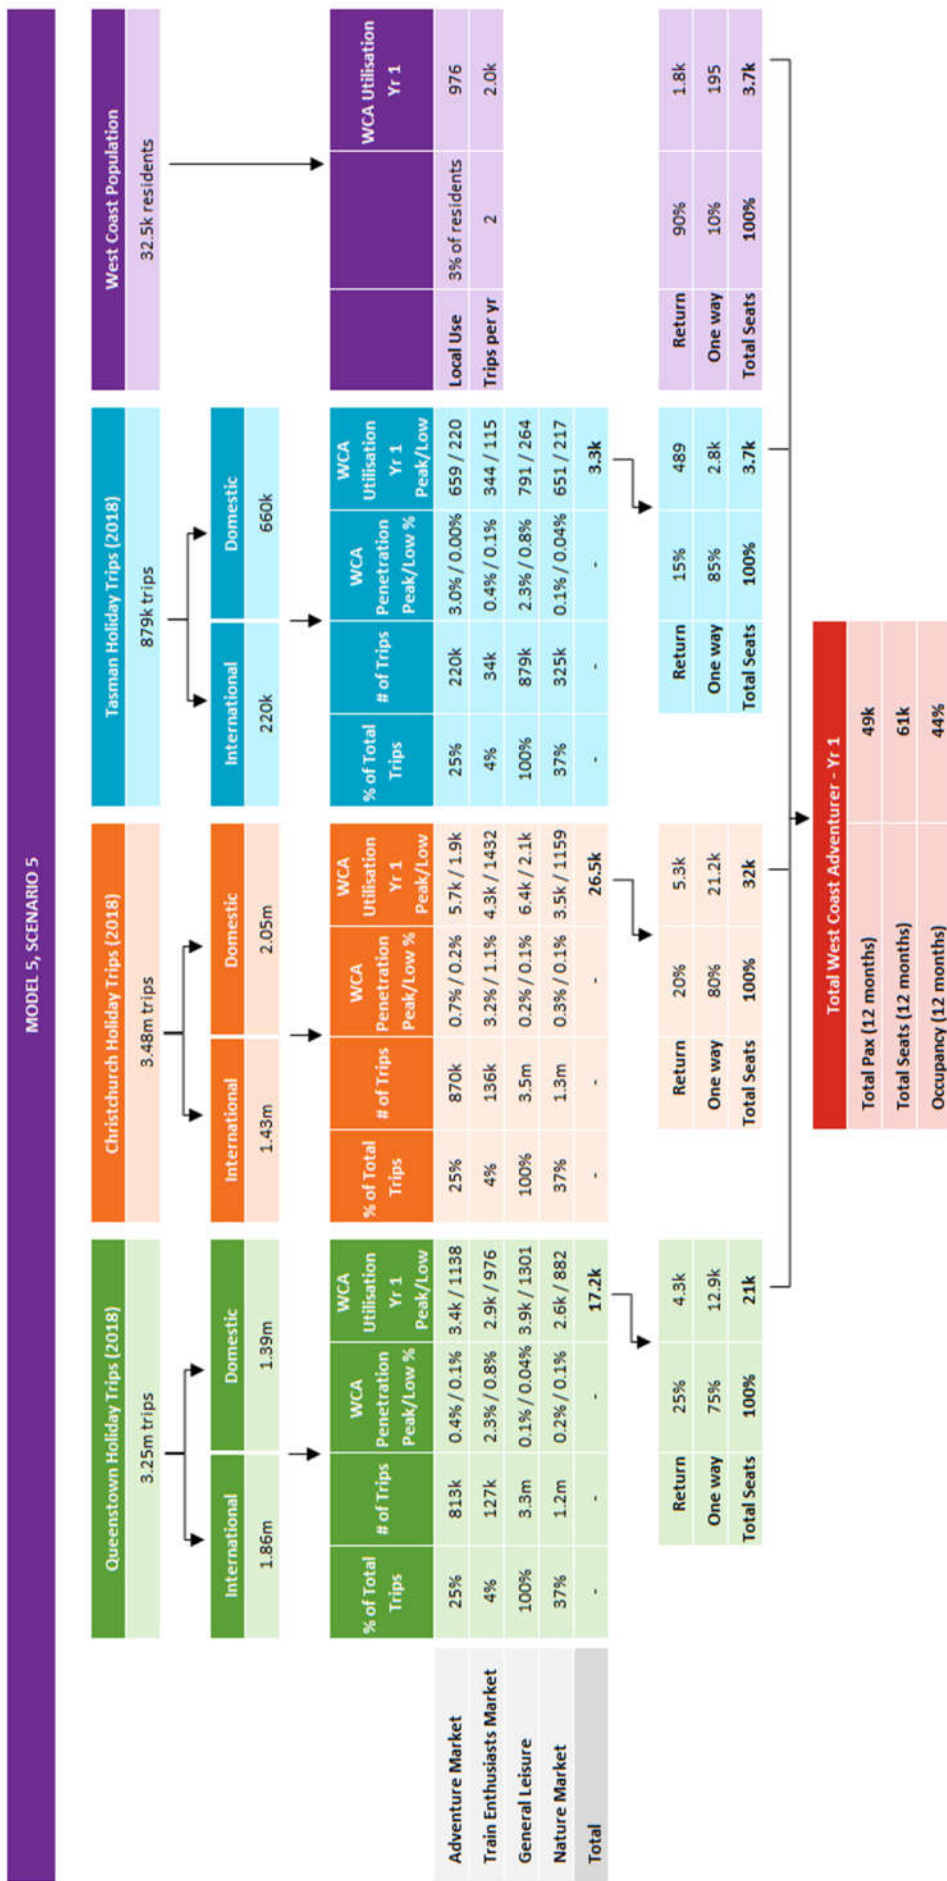 MODEL 5, SCENARIO 5
Queenstown Holiday Trips (2018)
3.25m trips
International
Domestic
1.86m
1.39m
Christchurch Holiday Trips (2018)
3.48m trips
International
Domestic
1.43m
2.05m
Tasman Holiday Trips (2018)
879k trips
International
Domestic
220k
660k
West Coast Population
32.5k residents
% of Total
Trips
# of Trips
WCA
Penetration
Peak/Low %
WCA
Utilisation
Yr 1
Peak/Low
Adventure Market
25%
813k
0.4% / 0.1%
3.4k / 1138
Train Enthusiasts Market
4%
127k
2.3% / 0.8%
2.9k / 976
General Leisure
100%
3.3m
0.1% / 0.04%
3.9k / 1301
Nature Market
37%
1.2m
0.2% / 0.1%
2.6k / 882
Total
-
-
-
17.2k
% of Total
Trips
# of Trips
WCA
Penetration
Peak/Low %
WCA
Utilisation
Yr 1
Peak/Low
25%
870k
0.7% / 0.2%
5.7k / 1.9k
4%
136k
3.2% / 1.1%
4.3k / 1432
100%
3.5m
0.2% / 0.1%
6.4k / 2.1k
37%
1.3m
0.3% / 0.1%
3.5k / 1159
-
-
-
26.5k
% of Total
Trips
# of Trips
WCA
Penetration
Peak/Low %
WCA
Utilisation
Yr 1
Peak/Low
25%
220k
3.0% / 0.00%
659 / 220
4%
34k
0.4% / 0.1%
344 / 115
100%
879k
2.3% / 0.8%
791 / 264
37%
325k
0.1% / 0.04%
651 / 217
-
-
-
3.3k
WCA Utilisation
Yr 1
Local Use
3% of residents
976
Trips per yr
2
2.0k
Return
25%
4.3k
One way
75%
12.9k
Total Seats
100%
21k
Return
20%
5.3k
One way
80%
21.2k
Total Seats
100%
32k
Return
15%
489
One way
85%
2.8k
Total Seats
100%
3.7k
Return
90%
1.8k
One way
10%
195
Total Seats
100%
3.7k
Total West Coast Adventurer - Yr 1
Total Pax (12 months)
49k
Total Seats (12 months)
61k
Occupancy (12 months)
44%